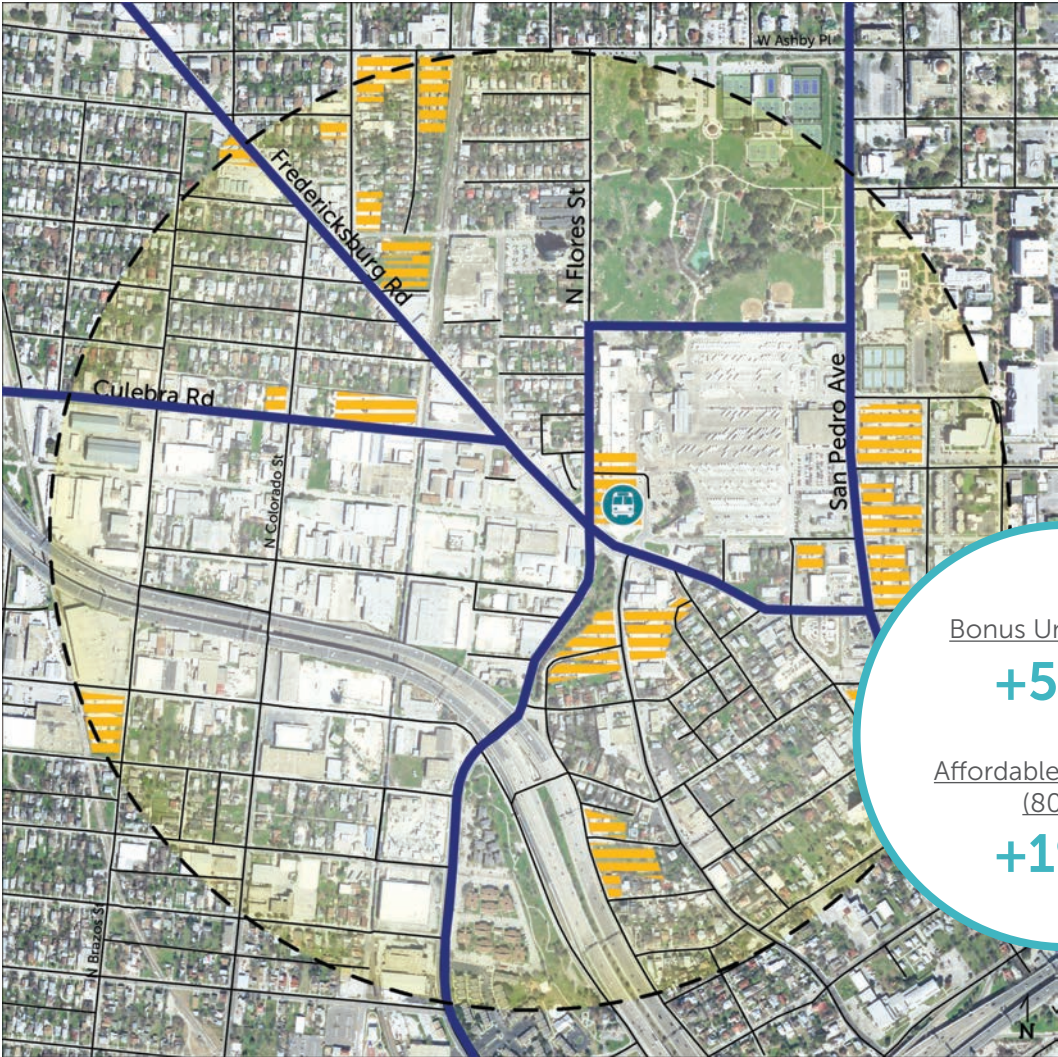 W Ashby Pl
Fredericksburg Rd
N Flores St
San Pedro Ave
Culebra Rd
N Colorado St
N Brazos St
Bonus
+5
Affordable
(80
+1
N